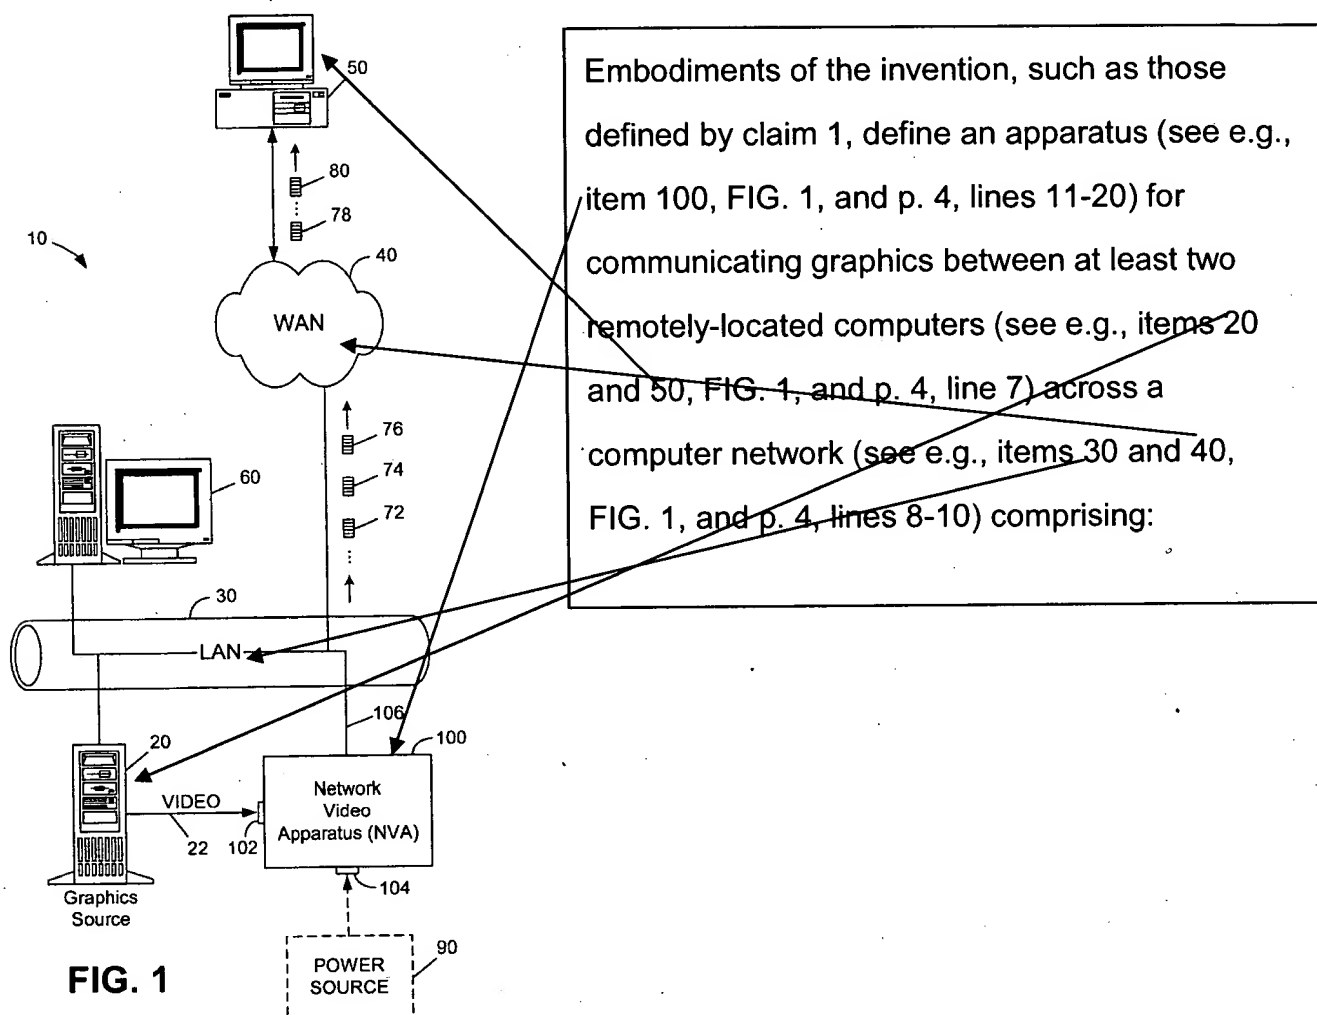 50
80
78
10
40
WAN
76
74
72
60
30
LAN
106
20
100
VIDEO
22
102
Network
Video
Apparatus (NVA)
104
Graphics
Source
90
POWER
SOURCE
FIG. 1
Embodiments of the invention, such as those
defined by claim 1, define an apparatus (see e.g.,
item 100, FIG. 1, and p. 4, lines 11-20) for
communicating graphics between at least two
remotely-located computers (see e.g., items 20
and 50, FIG. 1, and p. 4, line 7) across a
computer network (see e.g., items 30 and 40,
FIG. 1, and p. 4, lines 8-10) comprising: